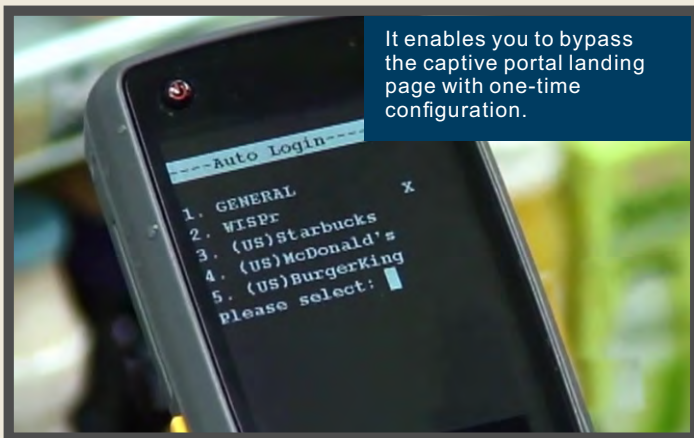 It enables you to bypass
the captive portal landing
page with one-time
configuration.
----Auto Login----
1. GENERAL X
2. WISPr
3. (US)Starbucks
4. (US)McDonald's
5. (US)BurgerKing
Please select: